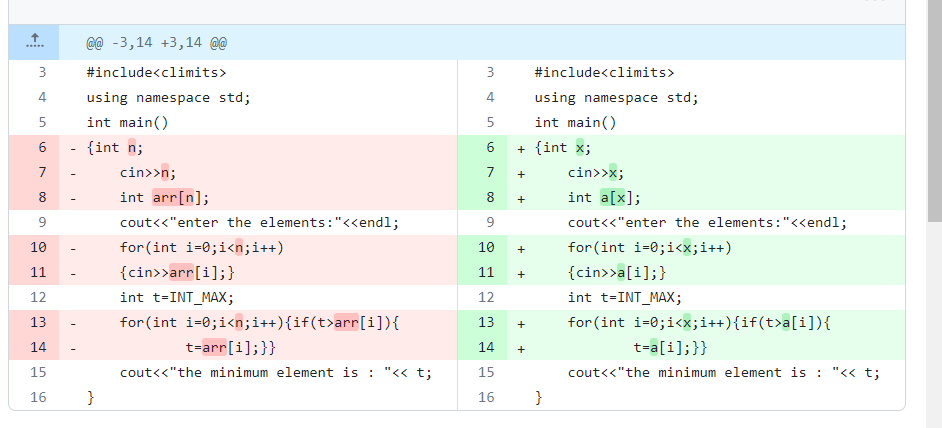 @@ -3,14 +3,14 @@
3 #include<climits>
4 using namespace std;
5 int main()
6 - {int n;
7 - cin>>n;
8 - int arr[n];
9 cout<<"enter the elements:"<<endl;
10 - for(int i=0;i<n;i++)
11 - {cin>>arr[i];}
12 int t=INT_MAX;
13 - for(int i=0;i<n;i++){if(t>arr[i]){
14 - t=arr[i];}}
15 cout<<"the minimum element is : "<< t;
16 }
3 #include<climits>
4 using namespace std;
5 int main()
6 + {int x;
7 + cin>>x;
8 + int a[x];
9 cout<<"enter the elements:"<<endl;
10 + for(int i=0;i<x;i++)
11 + {cin>>a[i];}
12 int t=INT_MAX;
13 + for(int i=0;i<x;i++){if(t>a[i]){
14 + t=a[i];}}
15 cout<<"the minimum element is : "<< t;
16 }